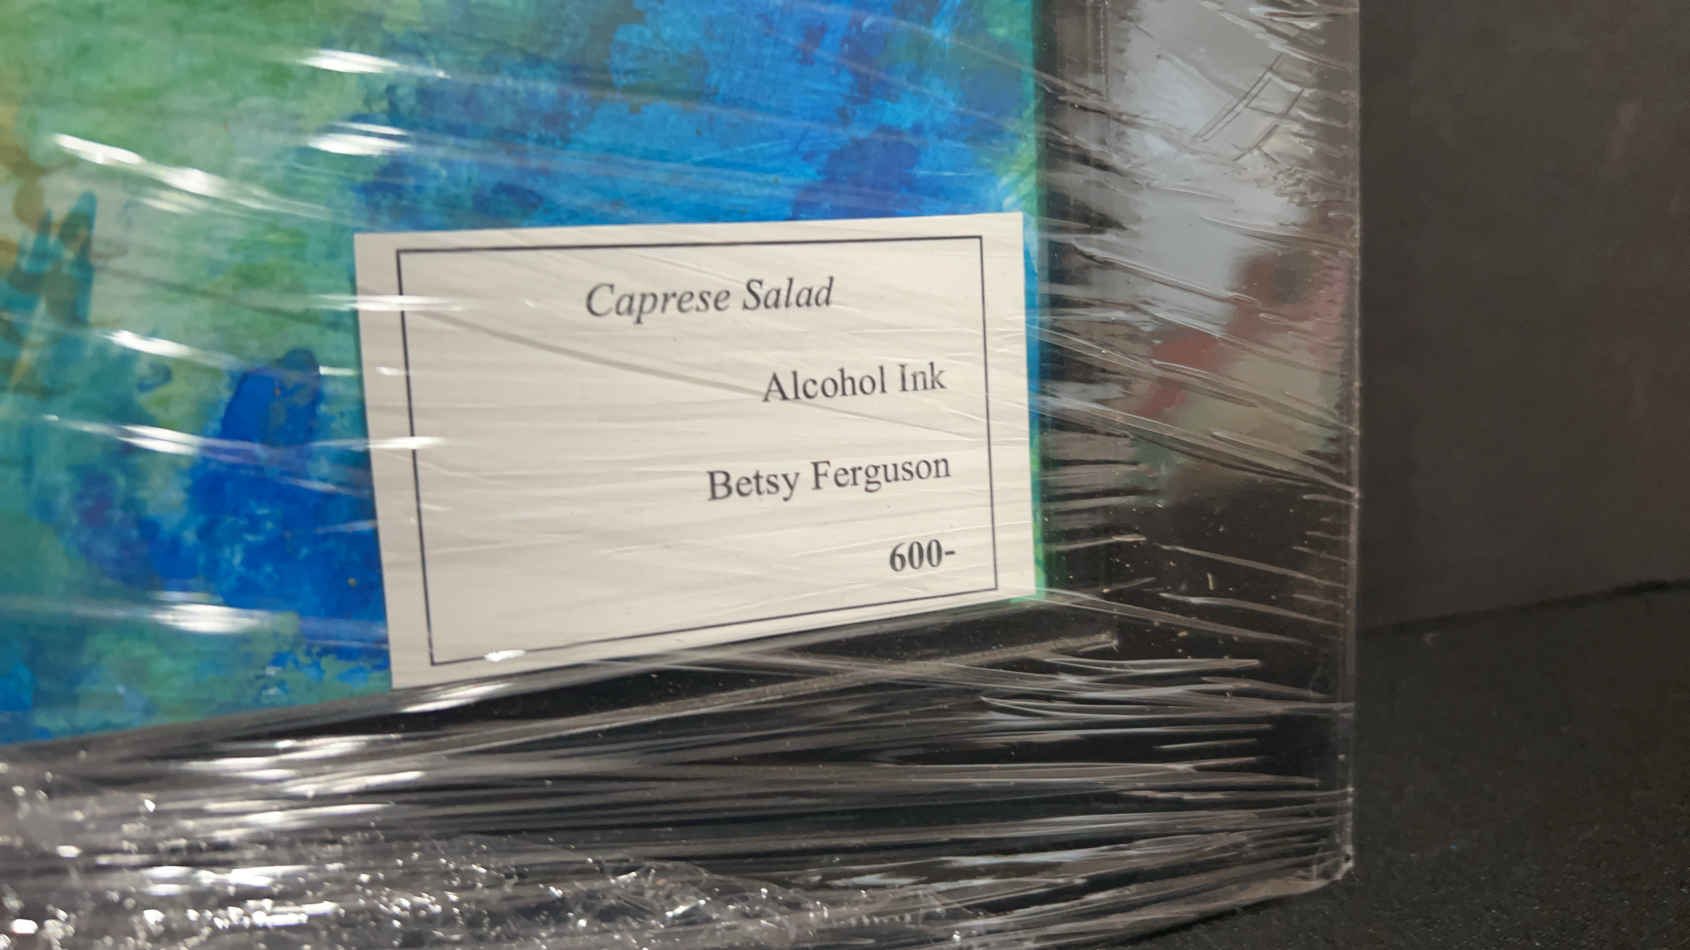 Caprese Salad
Alcohol Ink
Betsy Ferguson
600-